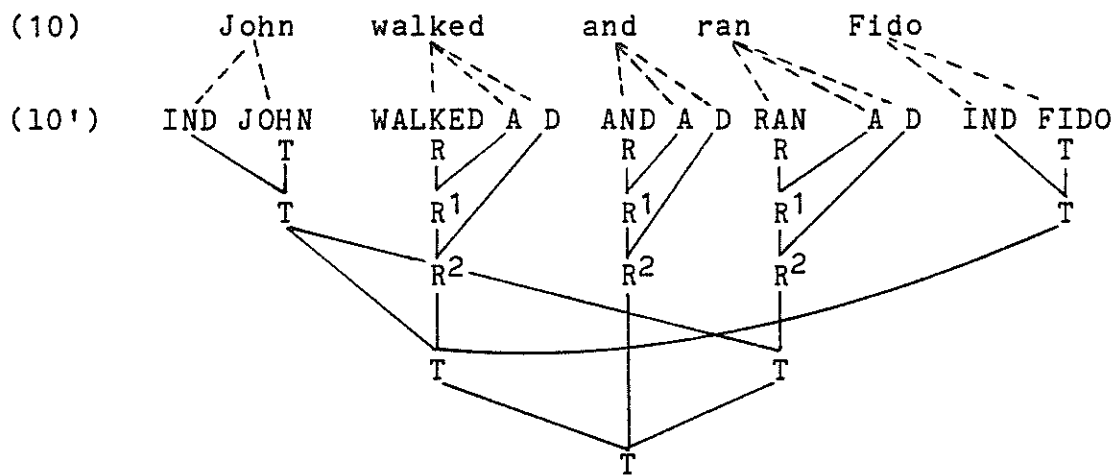 (10) John walked and ran Fido
(10') IND JOHN WALKED A D AND A D RAN A D IND FIDO
T R R R T
T R¹ R¹ R¹ T
R² R² R²
T T
T